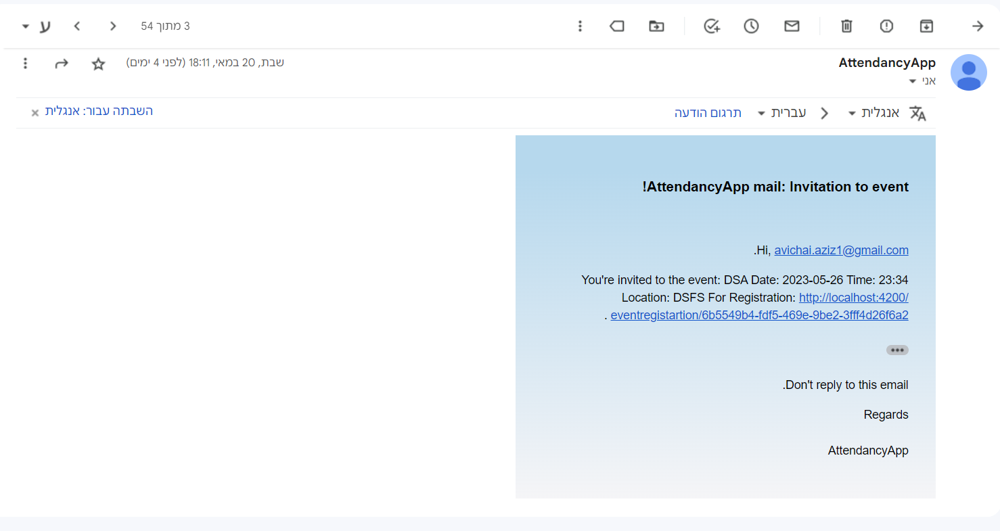 ע
3 מתוך 54
AttendancyApp
שבת, 20 במאי, 18:11 (לפני 4 ימים)
אני
אנגלית
עברית
תרגום הודעה
השבתה עבור: אנגלית
AttendancyApp mail: Invitation to event!
Hi, avichai.aziz1@gmail.com.
You're invited to the event: DSA Date: 2023-05-26 Time: 23:34
Location: DSFS For Registration: http://localhost:4200/
eventregistartion/6b5549b4-fdf5-469e-9be2-3fff4d26f6a2 .
Don't reply to this email.
Regards
AttendancyApp